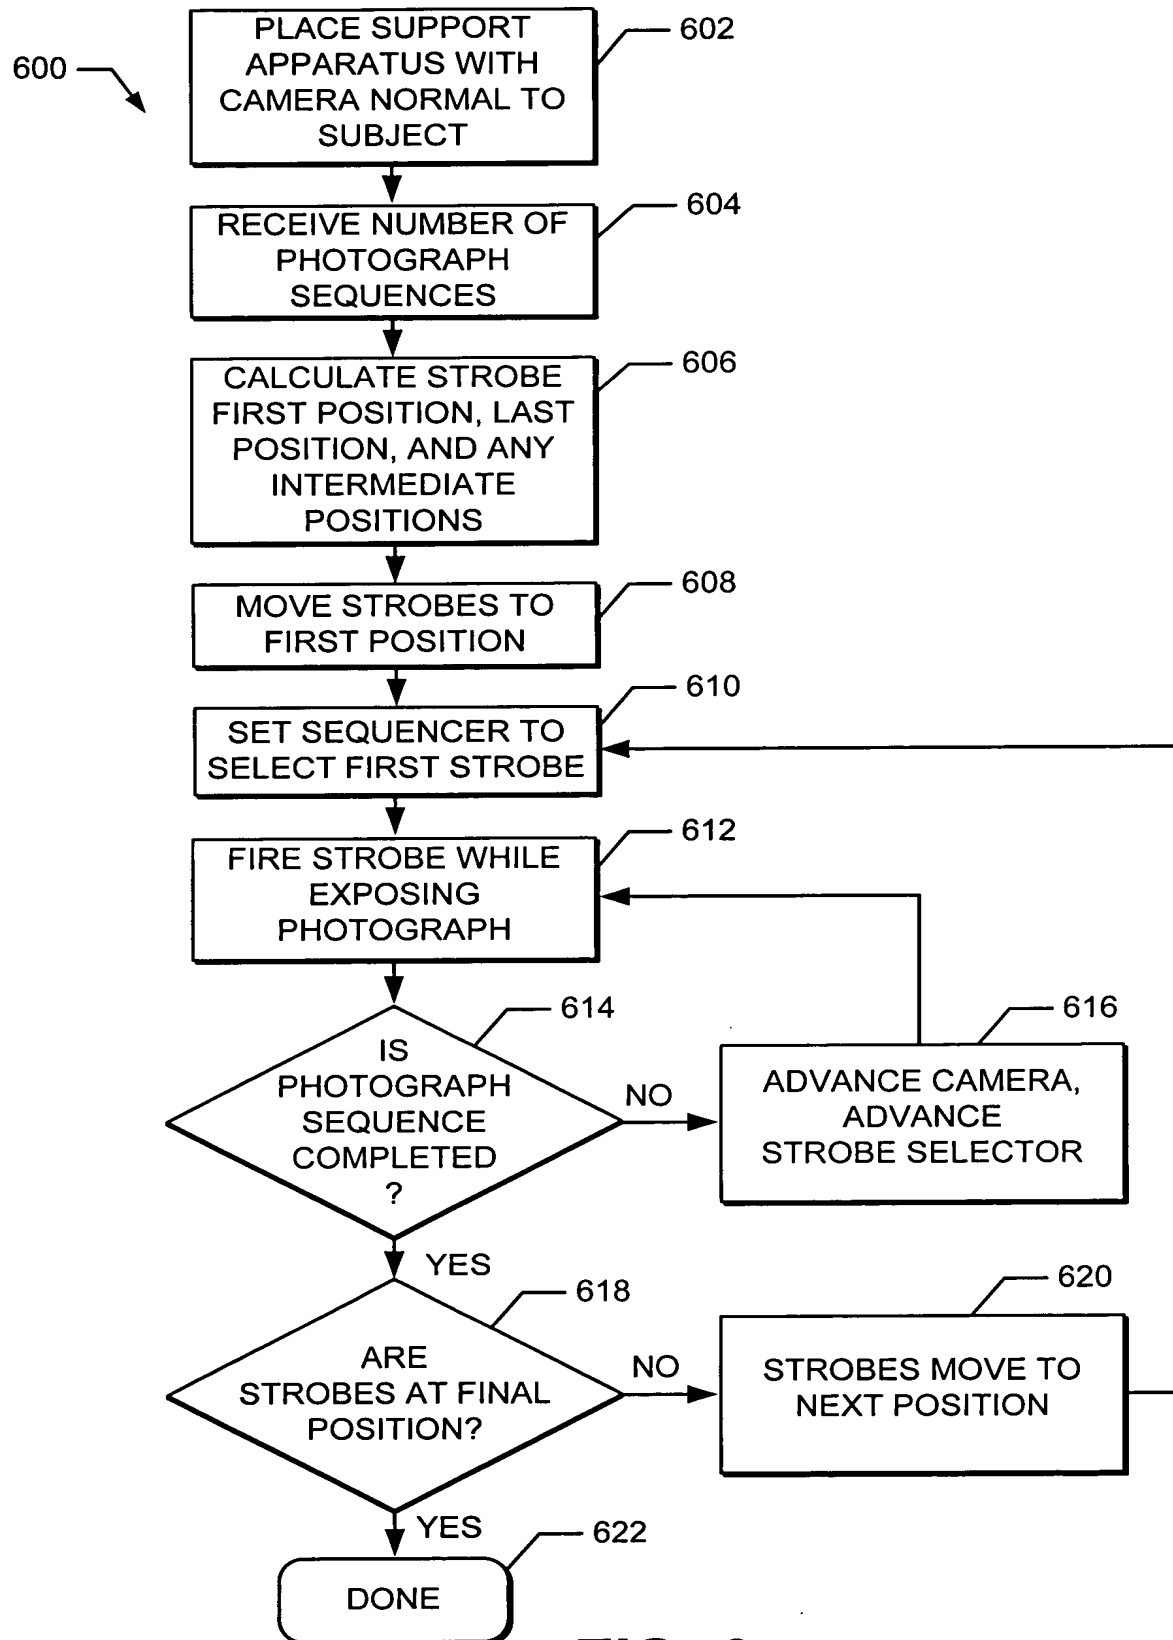 600
PLACE SUPPORT
APPARATUS WITH
CAMERA NORMAL TO
SUBJECT
602
RECEIVE NUMBER OF
PHOTOGRAPH
SEQUENCES
604
CALCULATE STROBE
FIRST POSITION, LAST
POSITION, AND ANY
INTERMEDIATE
POSITIONS
606
MOVE STROBES TO
FIRST POSITION
608
SET SEQUENCER TO
SELECT FIRST STROBE
610
FIRE STROBE WHILE
EXPOSING
PHOTOGRAPH
612
IS
PHOTOGRAPH
SEQUENCE
COMPLETED
?
614
NO
ADVANCE CAMERA,
ADVANCE
STROBE SELECTOR
616
YES
ARE
STROBES AT FINAL
POSITION?
618
NO
STROBES MOVE TO
NEXT POSITION
620
YES
DONE
622